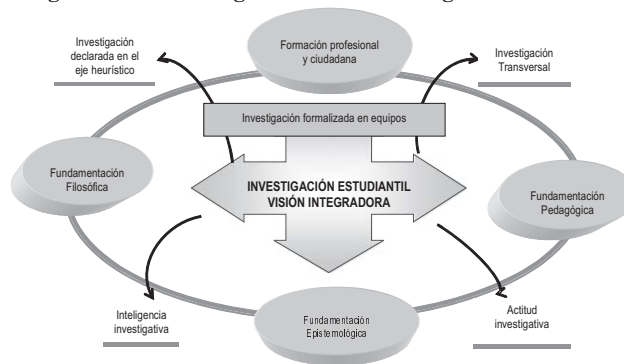 Investigación
declarada en el
eje heurístico
Formación profesional
y ciudadana
Investigación
Transversal
Investigación formalizada en equipos
Fundamentación
Filosófica
INVESTIGACIÓN ESTUDIANTIL
VISIÓN INTEGRADORA
Fundamentación
Pedagógica
Inteligencia
investigativa
Fundamentación
Epistemológica
Actitud
investigativa